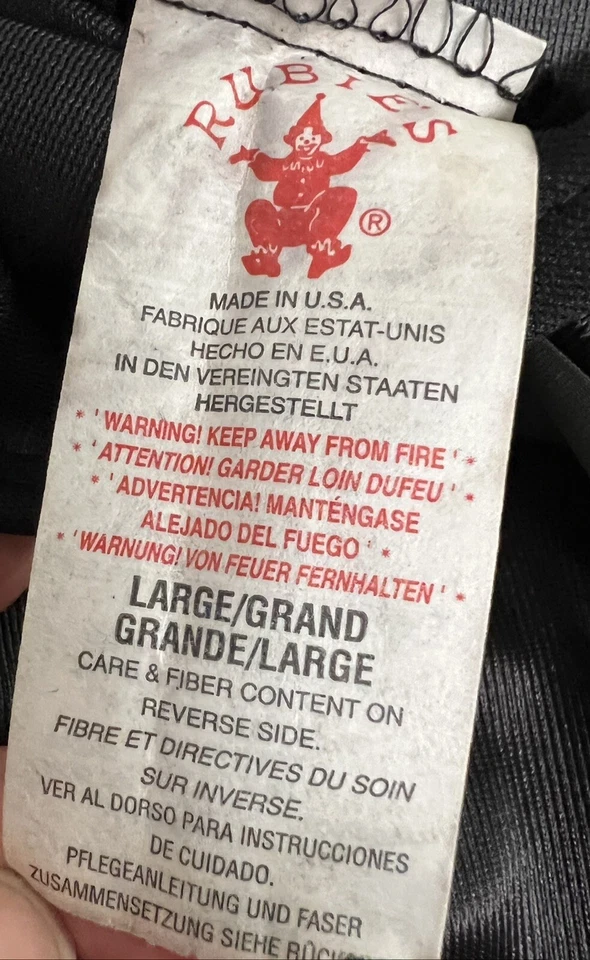 RUBIE'S
®
MADE IN U.S.A.
FABRIQUE AUX ESTAT-UNIS
HECHO EN E.U.A.
IN DEN VEREINGTEN STAATEN
HERGESTELLT
* ' WARNING! KEEP AWAY FROM FIRE ' *
* ' ATTENTION! GARDER LOIN DUFEU ' *
* ' ADVERTENCIA! MANTÉNGASE
ALEJADO DEL FUEGO ' *
* ' WARNUNG! VON FEUER FERNHALTEN ' *
LARGE/GRAND
GRANDE/LARGE
CARE & FIBER CONTENT ON
REVERSE SIDE.
FIBRE ET DIRECTIVES DU SOIN
SUR INVERSE.
VER AL DORSO PARA INSTRUCCIONES
DE CUIDADO.
PFLEGEANLEITUNG UND FASER
ZUSAMMENSETZUNG SIEHE